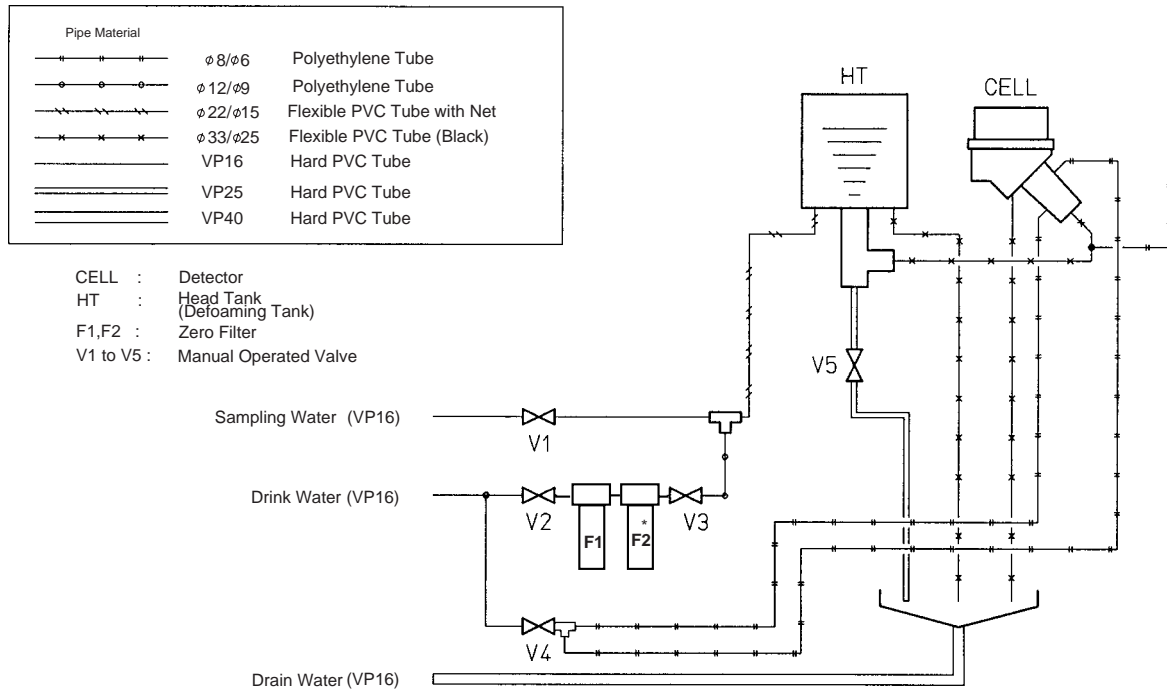 Pipe Material
φ8/φ6 Polyethylene Tube
φ12/φ9 Polyethylene Tube
φ22/φ15 Flexible PVC Tube with Net
φ33/φ25 Flexible PVC Tube (Black)
VP16 Hard PVC Tube
VP25 Hard PVC Tube
VP40 Hard PVC Tube
HT
CELL
CELL : Detector
HT : Head Tank
(Defoaming Tank)
F1,F2 : Zero Filter
V1 to V5 : Manual Operated Valve
V5
Sampling Water (VP16)
V1
Drink Water (VP16)
V2
F1
*
F2
V3
V4
Drain Water (VP16)